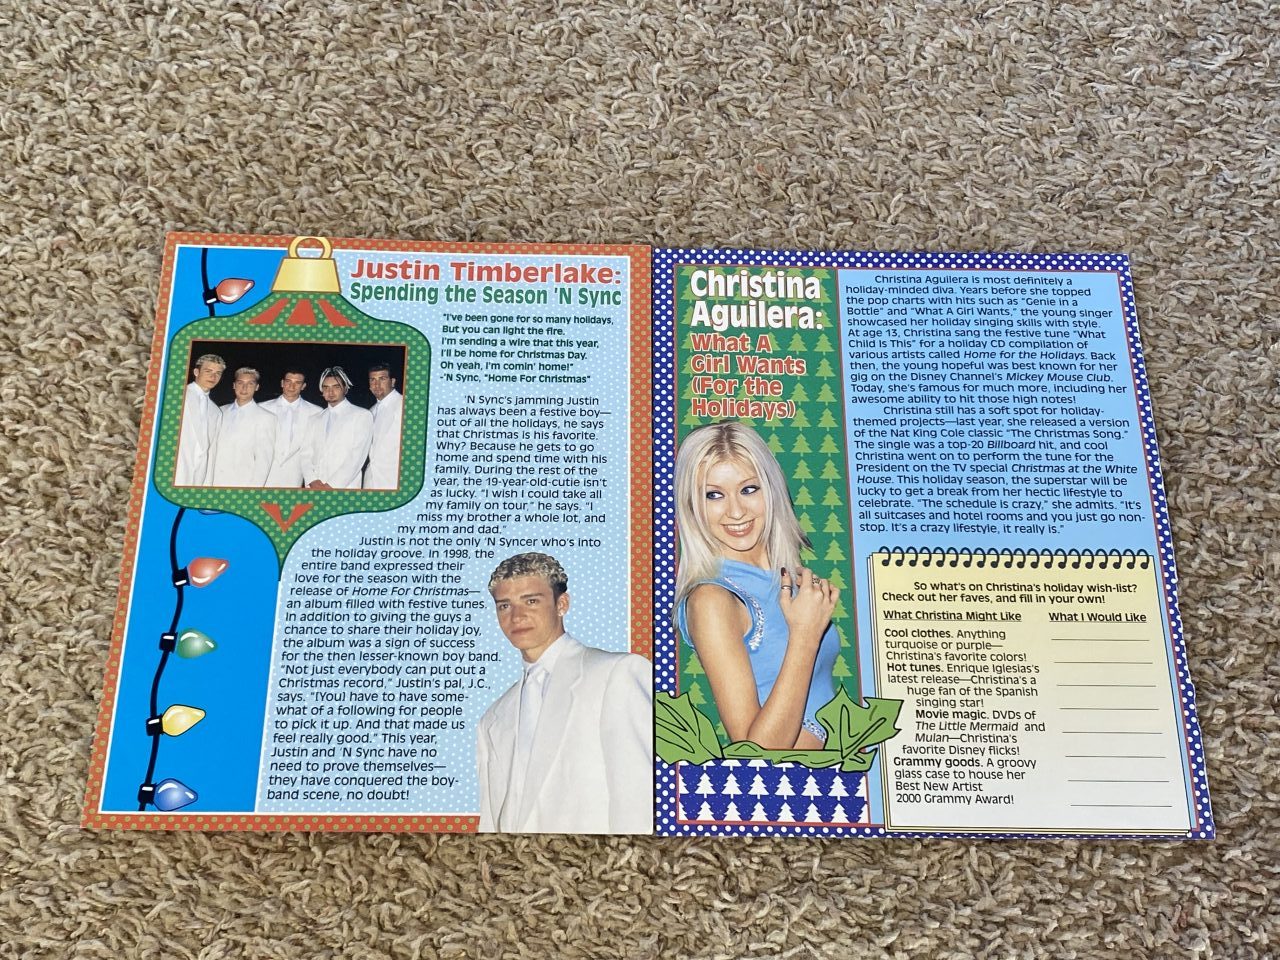 Justin Timberlake:
Spending the Season 'N Sync
"I've been gone for so many holidays,
But you can light the fire.
I'm sending a wire that this year,
I'll be home for Christmas Day.
Oh yeah, I'm comin' home!"
-'N Sync, "Home For Christmas"
'N Sync's jamming Justin
has always been a festive boy—
out of all the holidays, he says
that Christmas is his favorite.
Why? Because he gets to go
home and spend time with his
family. During the rest of the
year, the 19-year-old-cutie isn't
as lucky. "I wish I could take all
my family on tour," he says. "I
miss my brother a whole lot, and
my mom and dad."
Justin is not the only 'N Syncer who's into
the holiday groove. In 1998, the
entire band expressed their
love for the season with the
release of Home For Christmas—
an album filled with festive tunes.
In addition to giving the guys a
chance to share their holiday joy,
the album was a sign of success
for the then lesser-known boy band.
"Not just everybody can put out a
Christmas record," Justin's pal, J.C.,
says. "[You] have to have some-
what of a following for people
to pick it up. And that made us
feel really good." This year,
Justin and 'N Sync have no
need to prove themselves—
they have conquered the boy-
band scene, no doubt!
Christina
Aguilera:
What A
Girl Wants
(For the
Holidays)
Christina Aguilera is most definitely a
holiday-minded diva. Years before she topped
the pop charts with hits such as "Genie in a
Bottle" and "What A Girl Wants," the young singer
showcased her holiday singing skills with style.
At age 13, Christina sang the festive tune "What
Child Is This" for a holiday CD compilation of
various artists called Home for the Holidays. Back
then, the young hopeful was best known for her
gig on the Disney Channel's Mickey Mouse Club.
Today, she's famous for much more, including her
awesome ability to hit those high notes!
Christina still has a soft spot for holiday-
themed projects—last year, she released a version
of the Nat King Cole classic "The Christmas Song."
The single was a top-20 Billboard hit, and cool
Christina went on to perform the tune for the
President on the TV special Christmas at the White
House. This holiday season, the superstar will be
lucky to get a break from her hectic lifestyle to
celebrate. "The schedule is crazy," she admits. "It's
all suitcases and hotel rooms and you just go non-
stop. It's a crazy lifestyle, it really is."
So what's on Christina's holiday wish-list?
Check out her faves, and fill in your own!
What Christina Might Like
Cool clothes. Anything
turquoise or purple—
Christina's favorite colors!
Hot tunes. Enrique Iglesias's
latest release—Christina's a
huge fan of the Spanish
singing star!
Movie magic. DVDs of
The Little Mermaid and
Mulan—Christina's
favorite Disney flicks!
Grammy goods. A groovy
glass case to house her
Best New Artist
2000 Grammy Award!
What I Would Like